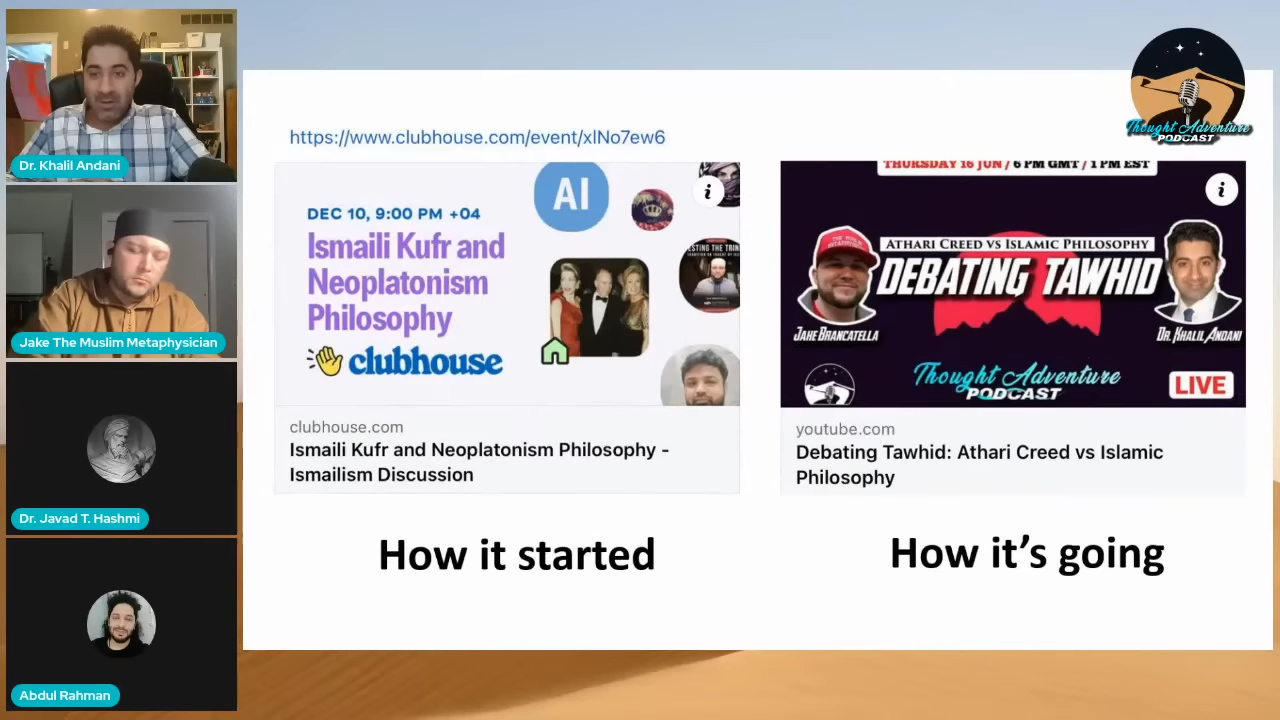 Dr. Khalil Andani
Jake The Muslim Metaphysician
Dr. Javad T. Hashmi
Abdul Rahman
Thought Adventure
PODCAST
https://www.clubhouse.com/event/xlNo7ew6
DEC 10, 9:00 PM +04
Ismaili Kufr and
Neoplatonism
Philosophy
clubhouse
AI
clubhouse.com
Ismaili Kufr and Neoplatonism Philosophy -
Ismailism Discussion
How it started
THURSDAY 16 JUN / 6 PM GMT / 1 PM EST
ATHARI CREED VS ISLAMIC PHILOSOPHY
DEBATING TAWHID
JAKE BRANCATELLA
DR. KHALIL ANDANI
Thought Adventure
PODCAST
LIVE
youtube.com
Debating Tawhid: Athari Creed vs Islamic
Philosophy
How it's going